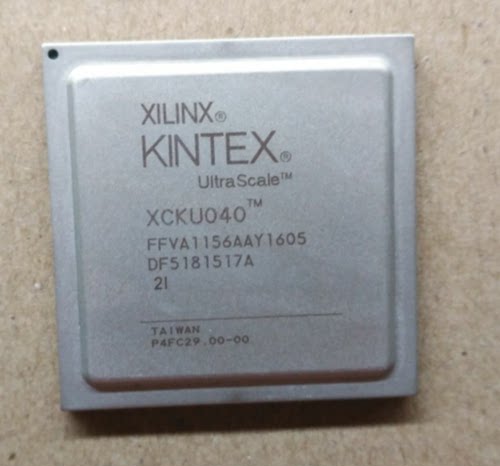 XILINX®
KINTEX®
UltraScale™
XCKU040™
FFVA1156AAY1605
DF5181517A
2I
TAIWAN
P4FC29.00-00